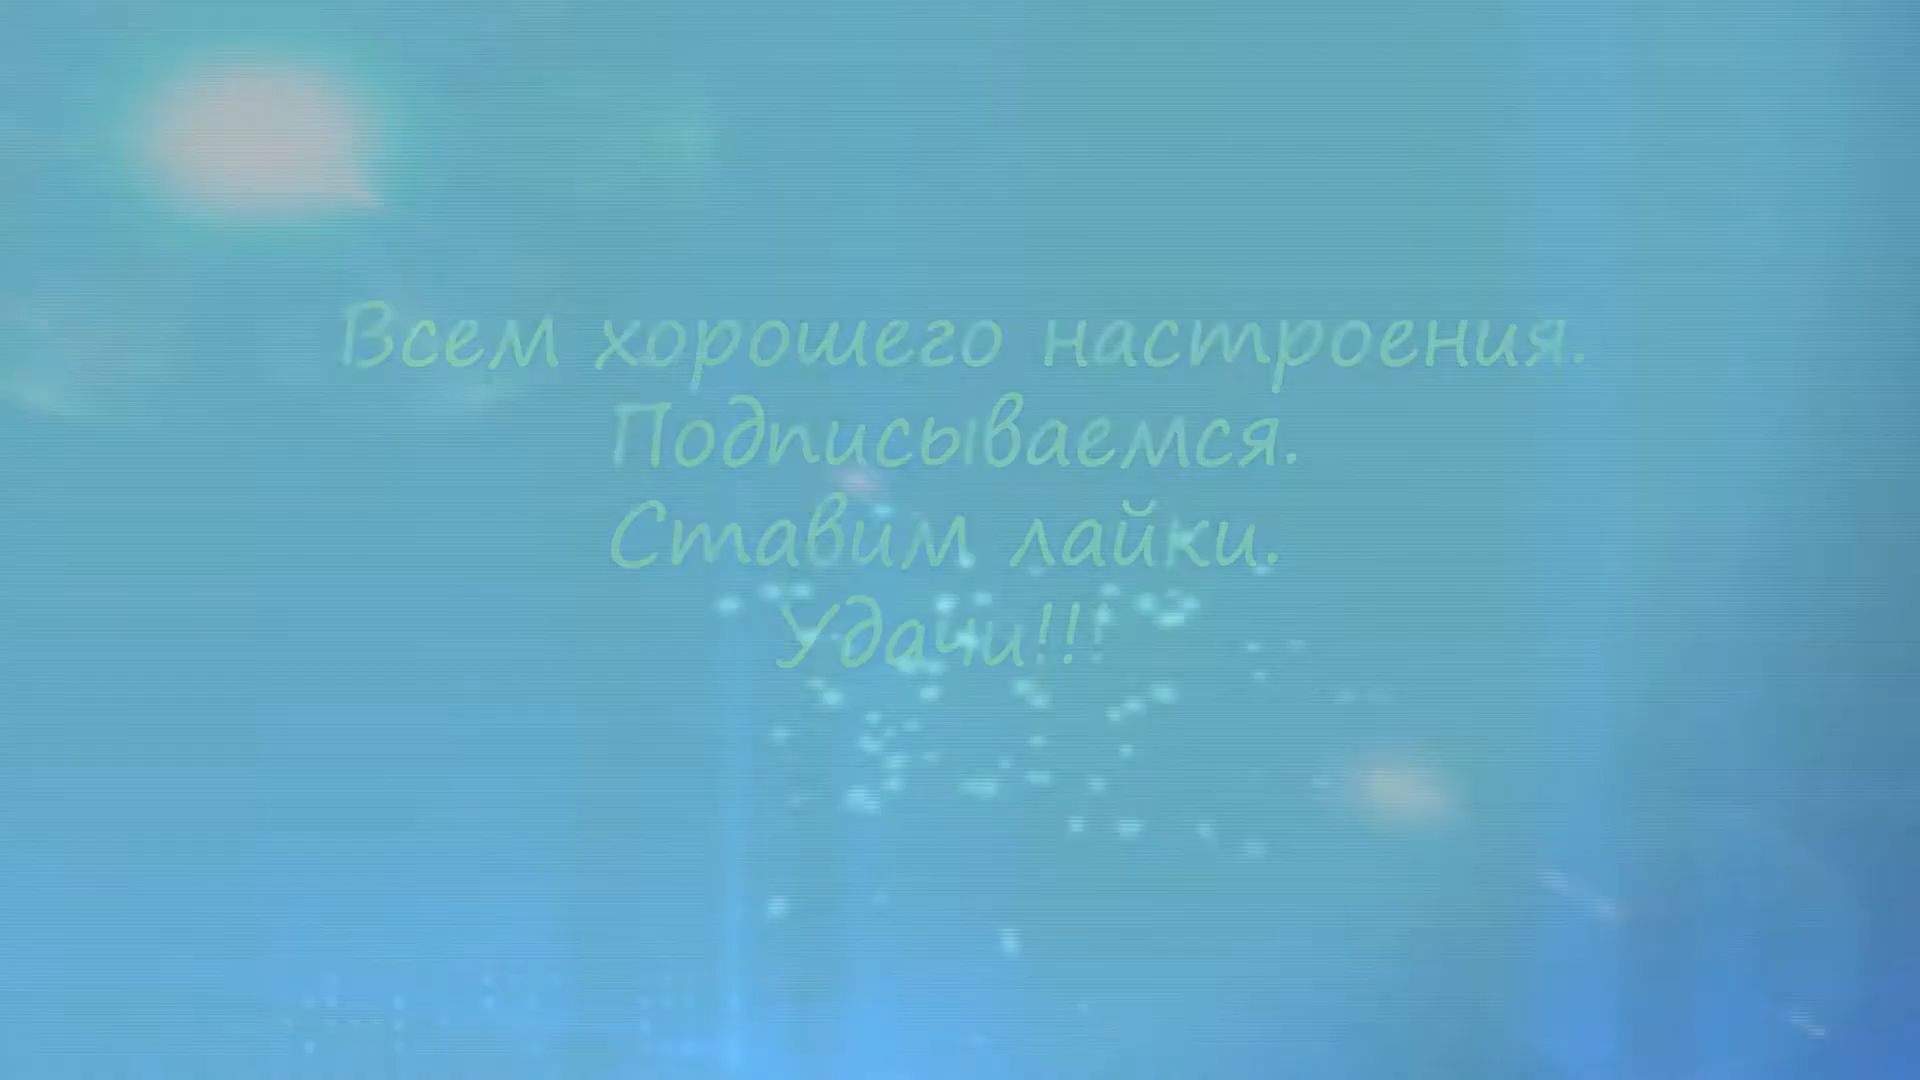 Всем хорошего настроения.
Подписываемся.
Ставим лайки.
Удачи!!!